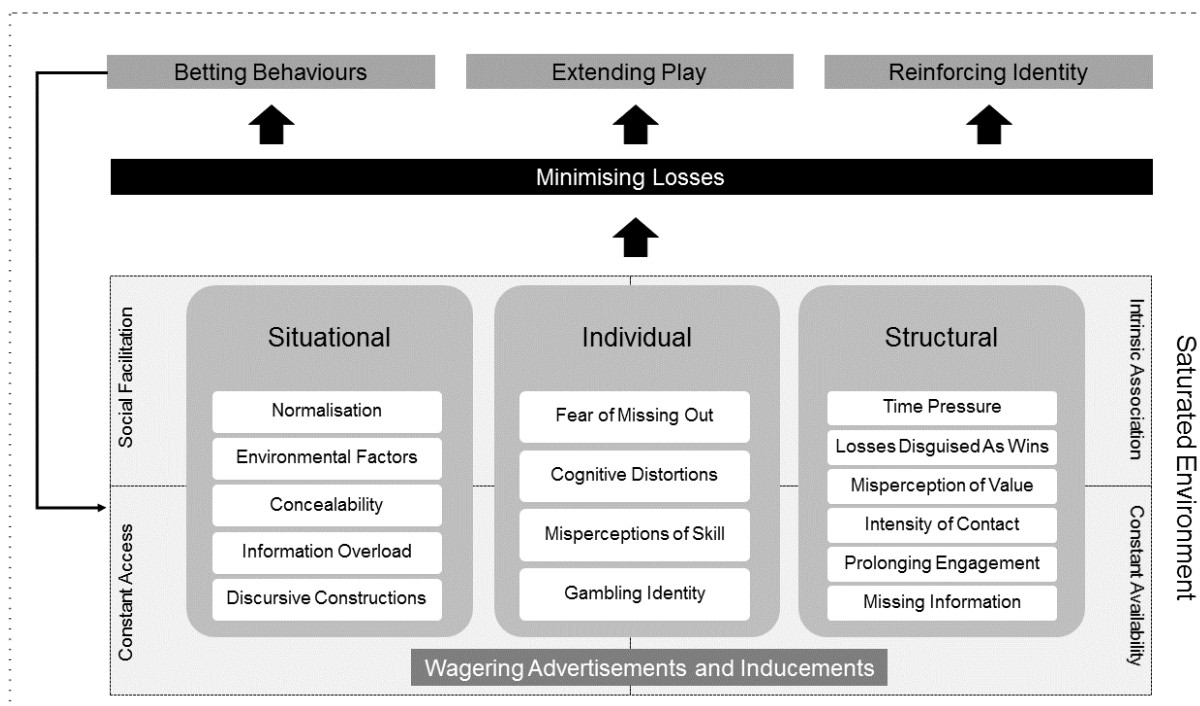 Betting Behaviours
Extending Play
Reinforcing Identity
Minimising Losses
Social Facilitation
Constant Access
Situational
Normalisation
Environmental Factors
Concealability
Information Overload
Discursive Constructions
Individual
Fear of Missing Out
Cognitive Distortions
Misperceptions of Skill
Gambling Identity
Structural
Time Pressure
Losses Disguised As Wins
Misperception of Value
Intensity of Contact
Prolonging Engagement
Missing Information
Intrinsic Association
Constant Availability
Wagering Advertisements and Inducements
Saturated Environment